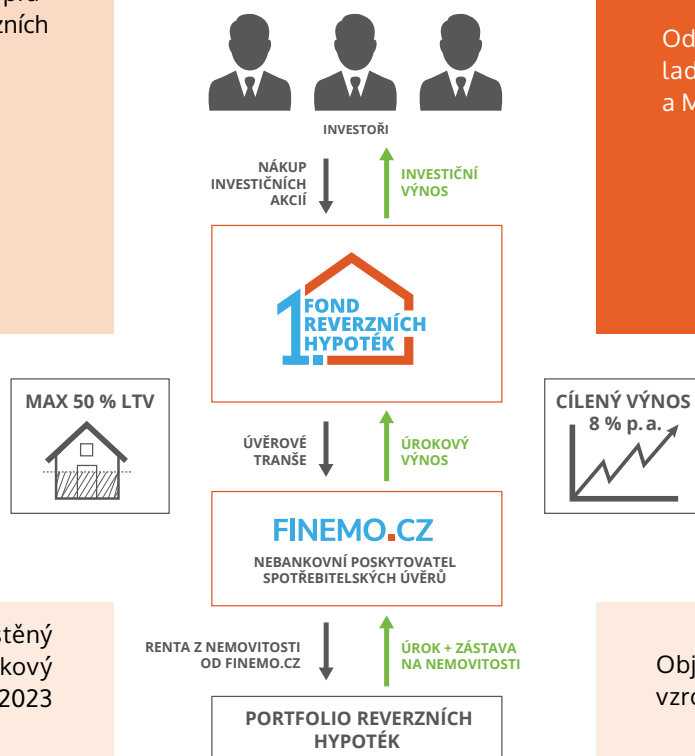 zních
Od
lad
a M
INVESTOŘI
NÁKUP
INVESTIČNÍCH
AKCIÍ
INVESTIČNÍ
VÝNOS
1. FOND
REVERZNÍCH
HYPOTÉK
MAX 50 % LTV
CÍLENÝ VÝNOS
8 % p. a.
ÚVĚROVÉ
TRANŠE
ÚROKOVÝ
VÝNOS
FINEMO.CZ
NEBANKOVNÍ POSKYTOVATEL
SPOTŘEBITELSKÝCH ÚVĚRŮ
stěný
kový
2023
RENTA Z NEMOVITOSTI
OD FINEMO.CZ
ÚROK + ZÁSTAVA
NA NEMOVITOSTI
Obj
vzro
PORTFOLIO REVERZNÍCH
HYPOTÉK